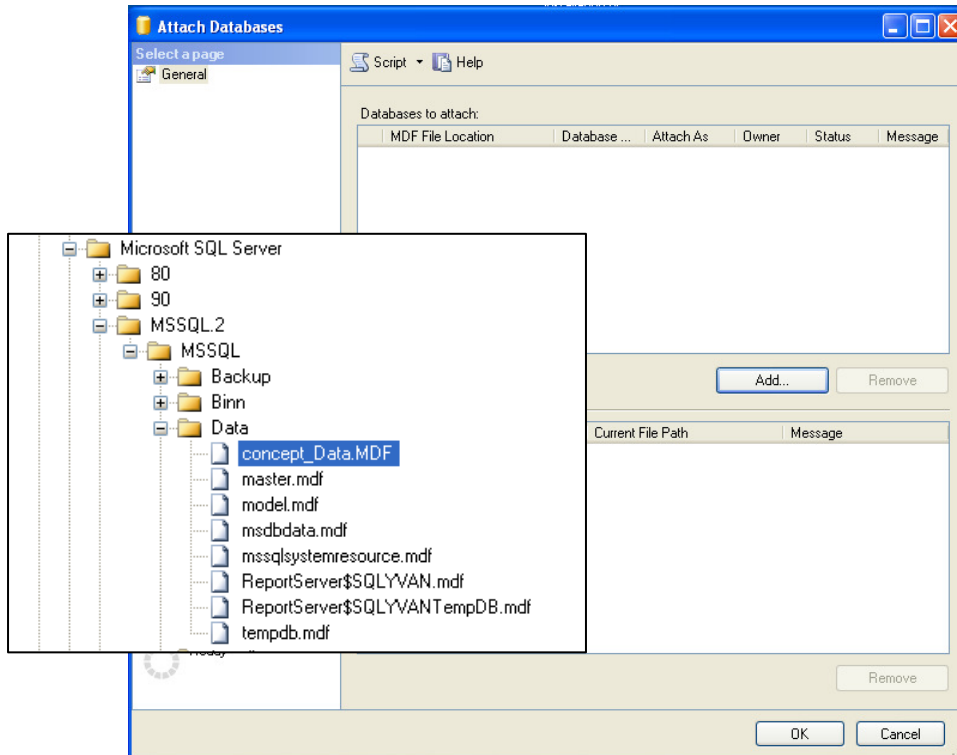 Attach Databases
Select a page
General
Script Help
Databases to attach:
MDF File Location Database ... Attach As Owner Status Message
Microsoft SQL Server
80
90
MSSQL.2
MSSQL
Backup
Binn
Data
concept_Data.MDF
master.mdf
model.mdf
msdbdata.mdf
mssqlsystemresource.mdf
ReportServer$SQLYVAN.mdf
ReportServer$SQLYVANTempDB.mdf
tempdb.mdf
Add... Remove
Current File Path Message
Remove
OK Cancel